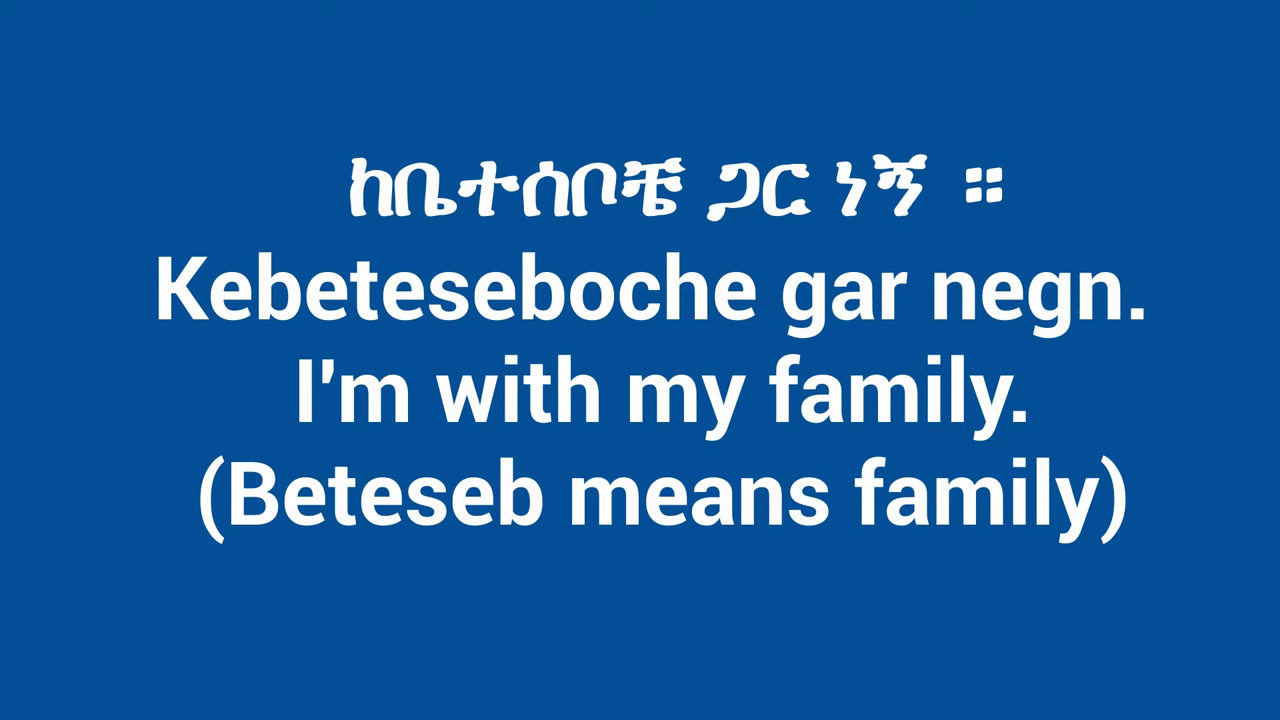 ከቤተሰቦቼ ጋር ነኝ ።
Kebeteseboche gar negn.
I'm with my family.
(Beteseb means family)